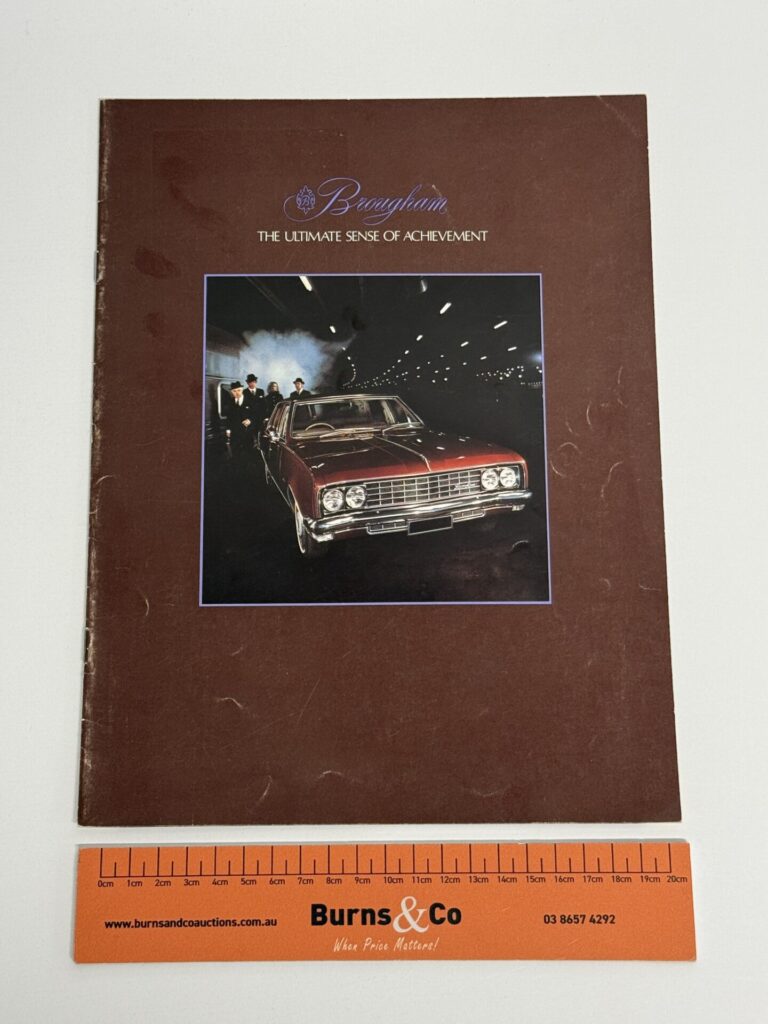 Brougham
THE ULTIMATE SENSE OF ACHIEVEMENT
0cm 1cm 2cm 3cm 4cm 5cm 6cm 7cm 8cm 9cm 10cm 11cm 12cm 13cm 14cm 15cm 16cm 17cm 18cm 19cm 20cm
www.burnsandcoauctions.com.au Burns&Co 03 8657 4292
When Price Matters!